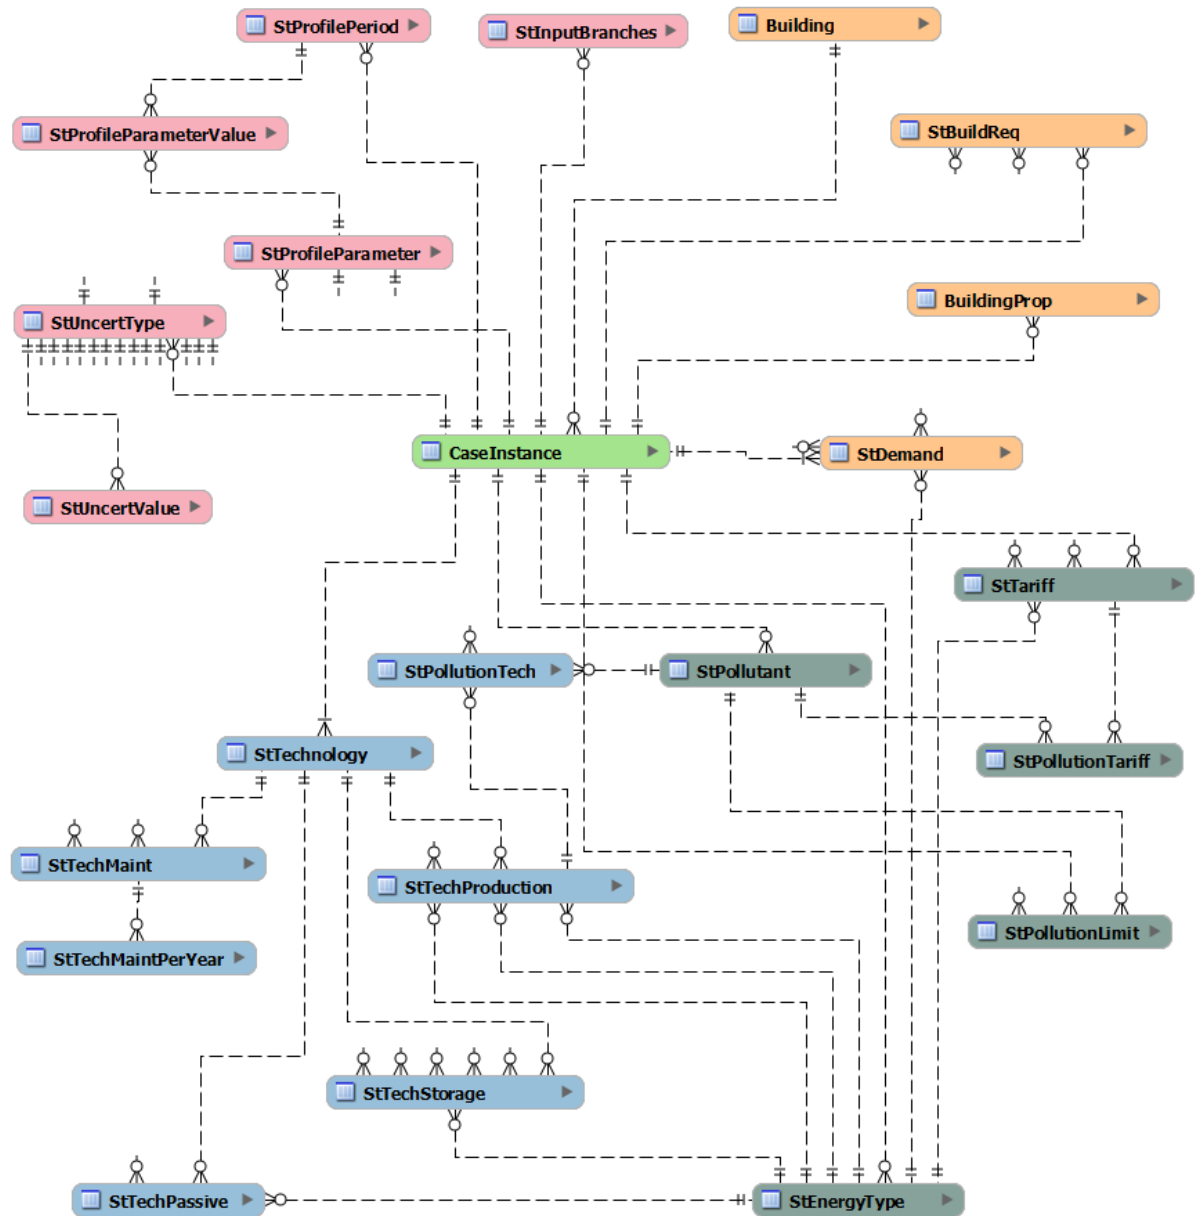 StProfilePeriod
StInputBranches
Building
StProfileParameterValue
StBuildReq
StProfileParameter
BuildingProp
StUncertType
CaseInstance
StDemand
StUncertValue
StTariff
StPollutionTech
StPollutant
StTechnology
StPollutionTariff
StTechMaint
StTechProduction
StPollutionLimit
StTechMaintPerYear
StTechStorage
StTechPassive
StEnergyType